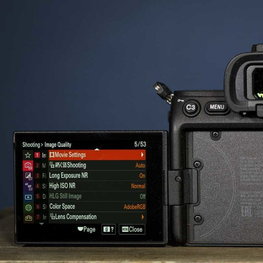 Shooting> Image Quality 5/53
C3 MENU
1 Movie Settings
Shooting Auto
Long Exposure NR On
High ISO NR Normal
HLG Still Image Off
Color Space AdobeRGB
Lens Compensation
Page ? Close